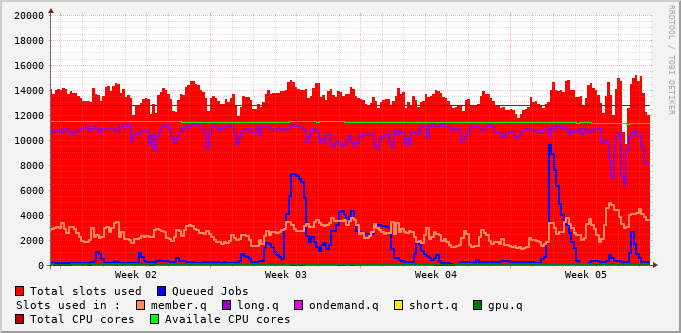 20000
18000
16000
14000
12000
10000
8000
6000
4000
2000
0
Week 02 Week 03 Week 04 Week 05
RRDTOOL / TOBI OETIKER
Total slots used Queued Jobs
Slots used in : member.q long.q ondemand.q short.q gpu.q
Total CPU cores Availale CPU cores